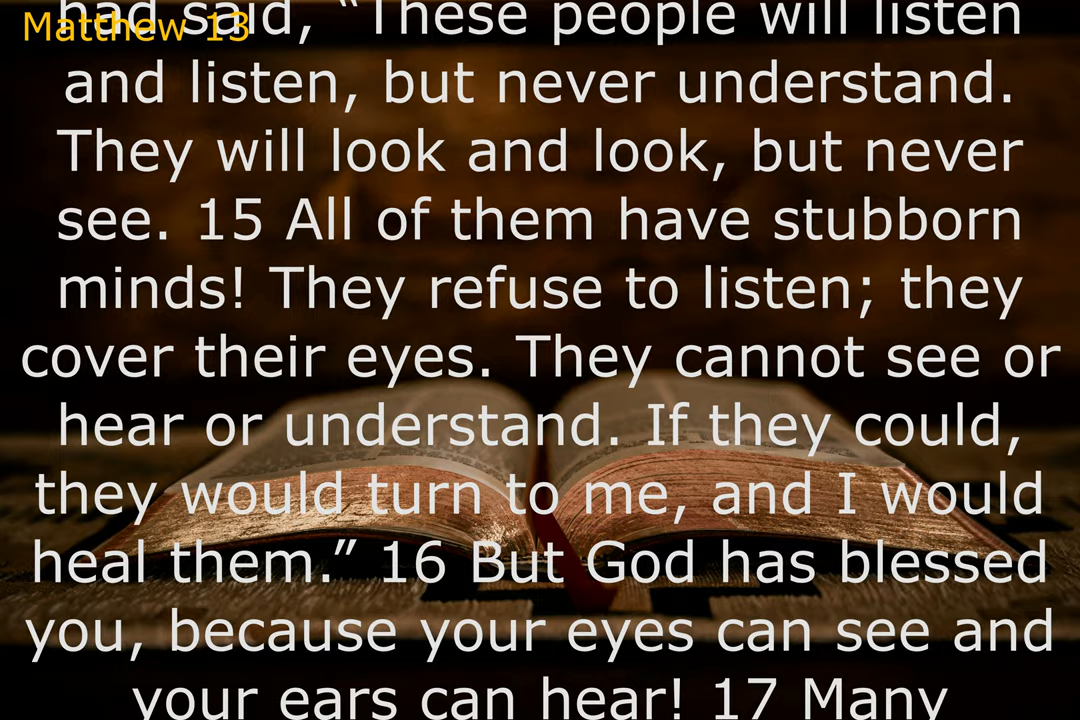 Matthew 13
had said, “These people will listen
and listen, but never understand.
They will look and look, but never
see. 15 All of them have stubborn
minds! They refuse to listen; they
cover their eyes. They cannot see or
hear or understand. If they could,
they would turn to me, and I would
heal them.” 16 But God has blessed
you, because your eyes can see and
your ears can hear! 17 Many